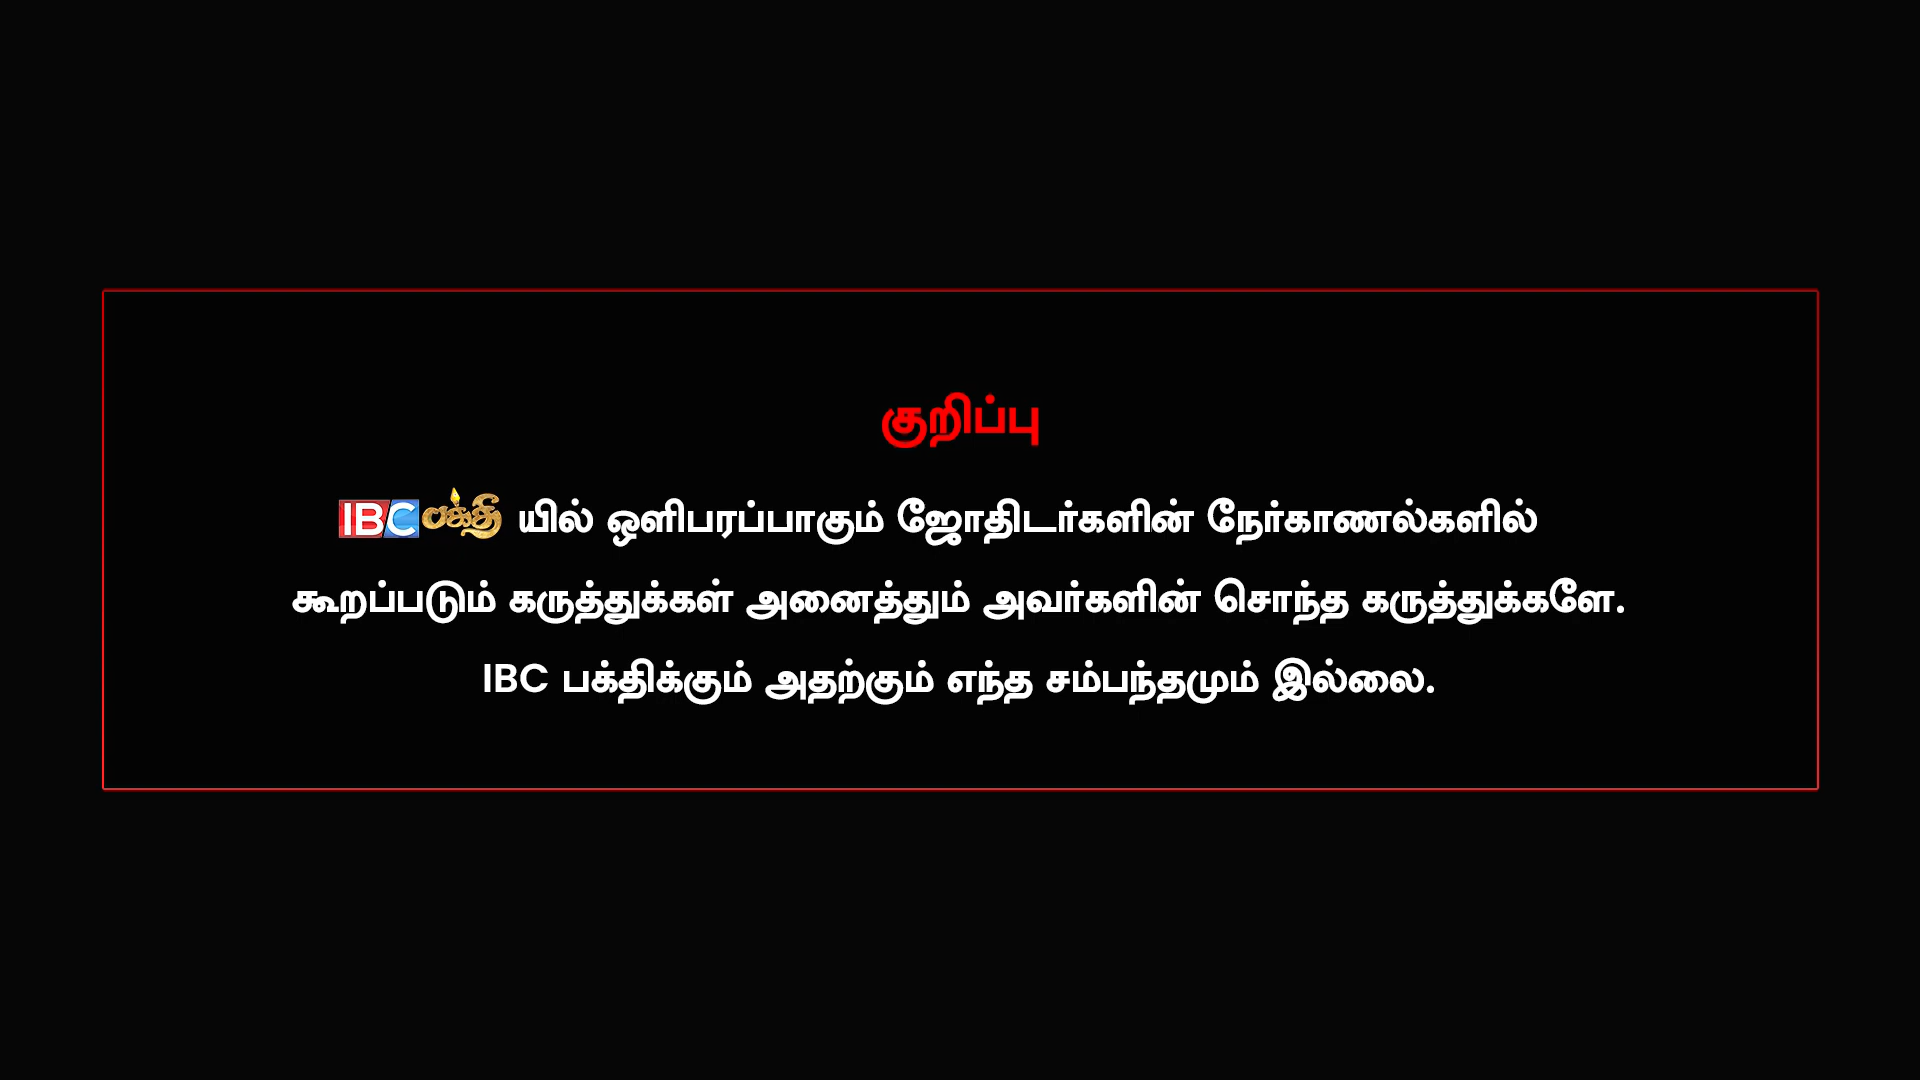 குறிப்பு
IBC பக்தி யில் ஒளிபரப்பாகும் ஜோதிடர்களின் நேர்காணல்களில்
கூறப்படும் கருத்துக்கள் அனைத்தும் அவர்களின் சொந்த கருத்துக்களே.
IBC பக்திக்கும் அதற்கும் எந்த சம்பந்தமும் இல்லை.